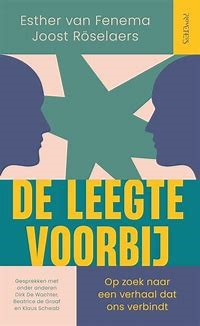 Esther van Fenema
Joost Röselaers
Prometheus
DE LEEGTE
VOORBIJ
Gesprekken met
onder anderen
Dirk De Wachter,
Beatrice de Graaf
en Klaus Schwab
Op zoek naar
een verhaal dat
ons verbindt